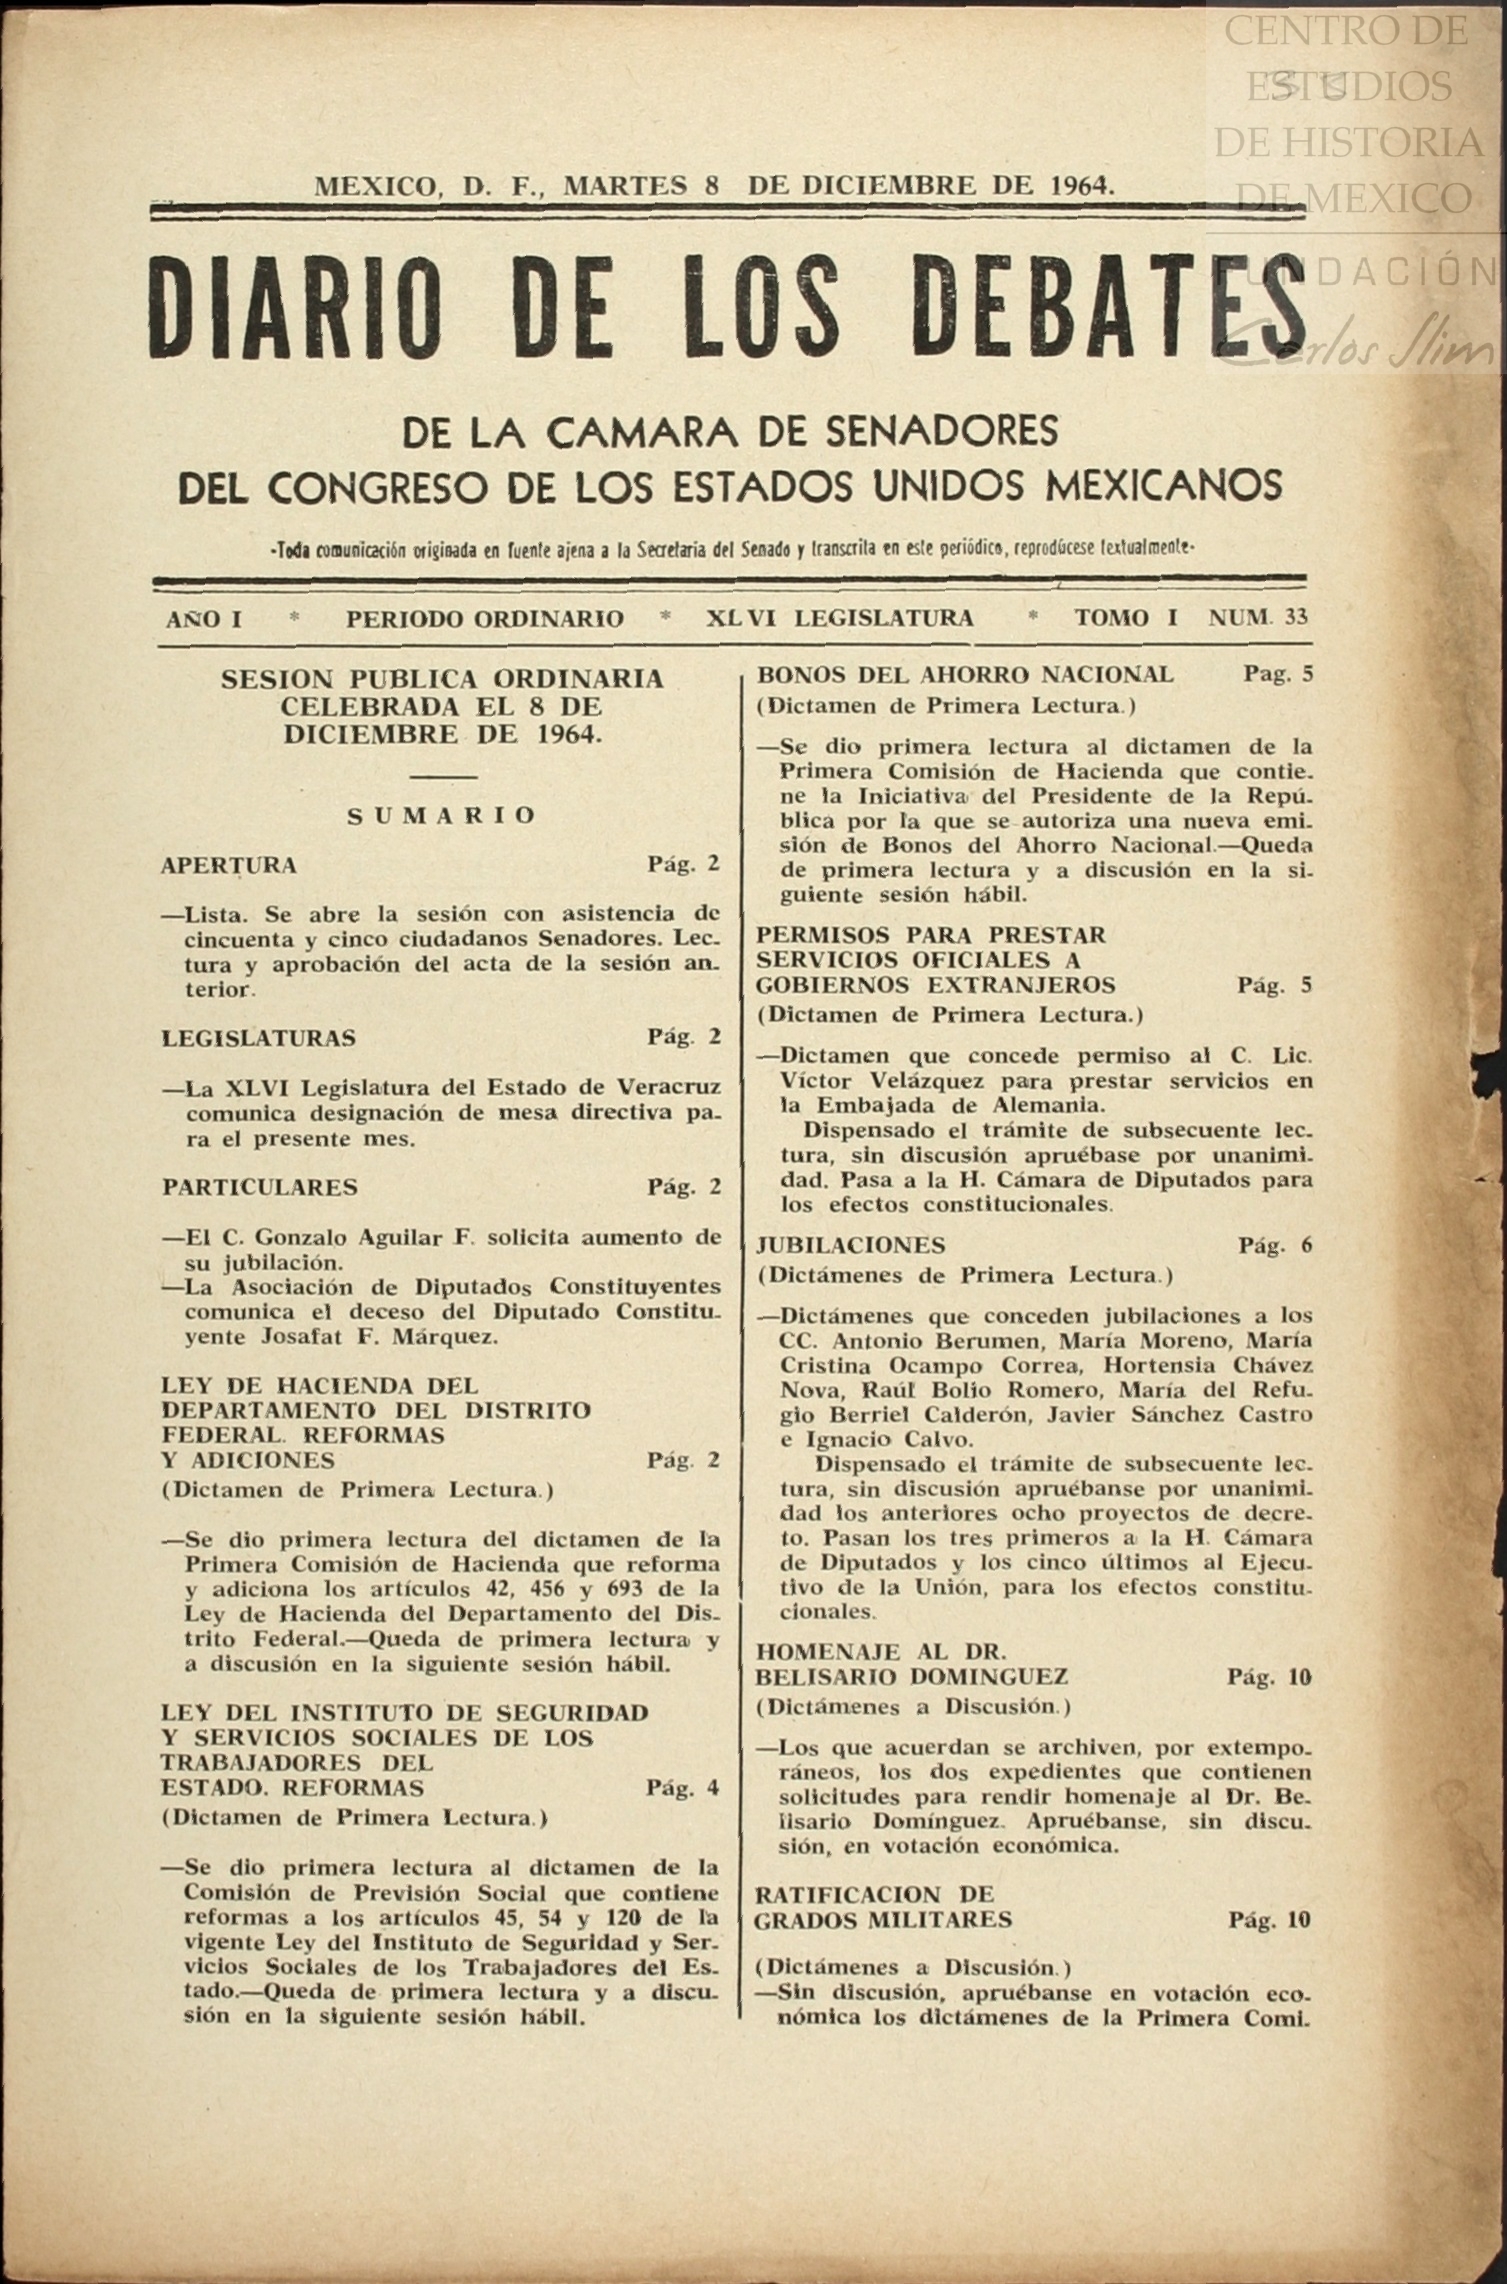 CENTRO DE
ESTUDIOS
DE HISTORIA
DE MEXICO
FUNDACIÓN
Carlos Slim
MEXICO, D. F., MARTES 8 DE DICIEMBRE DE 1964.
DIARIO DE LOS DEBATES
DE LA CAMARA DE SENADORES
DEL CONGRESO DE LOS ESTADOS UNIDOS MEXICANOS
-Toda comunicación originada en fuente ajena a la Secretaría del Senado y transcrita en este periódico, reprodúcese textualmente-
AÑO I * PERIODO ORDINARIO * XLVI LEGISLATURA * TOMO I NUM. 33
SESION PUBLICA ORDINARIA
CELEBRADA EL 8 DE
DICIEMBRE DE 1964.
SUMARIO
APERTURA Pág. 2
—Lista. Se abre la sesión con asistencia de
cincuenta y cinco ciudadanos Senadores. Lec-
tura y aprobación del acta de la sesión an-
terior.
LEGISLATURAS Pág. 2
—La XLVI Legislatura del Estado de Veracruz
comunica designación de mesa directiva pa-
ra el presente mes.
PARTICULARES Pág. 2
—El C. Gonzalo Aguilar F. solicita aumento de
su jubilación.
—La Asociación de Diputados Constituyentes
comunica el deceso del Diputado Constitu-
yente Josafat F. Márquez.
LEY DE HACIENDA DEL
DEPARTAMENTO DEL DISTRITO
FEDERAL. REFORMAS
Y ADICIONES Pág. 2
(Dictamen de Primera Lectura.)
—Se dio primera lectura del dictamen de la
Primera Comisión de Hacienda que reforma
y adiciona los artículos 42, 456 y 693 de la
Ley de Hacienda del Departamento del Dis-
trito Federal.—Queda de primera lectura y
a discusión en la siguiente sesión hábil.
LEY DEL INSTITUTO DE SEGURIDAD
Y SERVICIOS SOCIALES DE LOS
TRABAJADORES DEL
ESTADO. REFORMAS Pág. 4
(Dictamen de Primera Lectura.)
—Se dio primera lectura al dictamen de la
Comisión de Previsión Social que contiene
reformas a los artículos 45, 54 y 120 de la
vigente Ley del Instituto de Seguridad y Ser-
vicios Sociales de los Trabajadores del Es-
tado.—Queda de primera lectura y a discu-
sión en la siguiente sesión hábil.
BONOS DEL AHORRO NACIONAL Pag. 5
(Dictamen de Primera Lectura.)
—Se dio primera lectura al dictamen de la
Primera Comisión de Hacienda que contie-
ne la Iniciativa del Presidente de la Repú-
blica por la que se autoriza una nueva emi-
sión de Bonos del Ahorro Nacional.—Queda
de primera lectura y a discusión en la si-
guiente sesión hábil.
PERMISOS PARA PRESTAR
SERVICIOS OFICIALES A
GOBIERNOS EXTRANJEROS Pág. 5
(Dictamen de Primera Lectura.)
—Dictamen que concede permiso al C. Lic.
Víctor Velázquez para prestar servicios en
la Embajada de Alemania.
Dispensado el trámite de subsecuente lec-
tura, sin discusión apruébase por unanimi-
dad. Pasa a la H. Cámara de Diputados para
los efectos constitucionales.
JUBILACIONES Pág. 6
(Dictámenes de Primera Lectura.)
—Dictámenes que conceden jubilaciones a los
CC. Antonio Berumen, María Moreno, María
Cristina Ocampo Correa, Hortensia Chávez
Nova, Raúl Bolio Romero, María del Refu-
gio Berriel Calderón, Javier Sánchez Castro
e Ignacio Calvo.
Dispensado el trámite de subsecuente lec-
tura, sin discusión apruébanse por unanimi-
dad los anteriores ocho proyectos de decre-
to. Pasan los tres primeros a la H. Cámara
de Diputados y los cinco últimos al Ejecu-
tivo de la Unión, para los efectos constitu-
cionales.
HOMENAJE AL DR.
BELISARIO DOMINGUEZ Pág. 10
(Dictámenes a Discusión.)
—Los que acuerdan se archiven, por extempo-
ráneos, los dos expedientes que contienen
solicitudes para rendir homenaje al Dr. Be-
lisario Domínguez. Apruébanse, sin discu-
sión, en votación económica.
RATIFICACION DE
GRADOS MILITARES Pág. 10
(Dictámenes a Discusión.)
—Sin discusión, apruébanse en votación eco-
nómica los dictámenes de la Primera Comi-